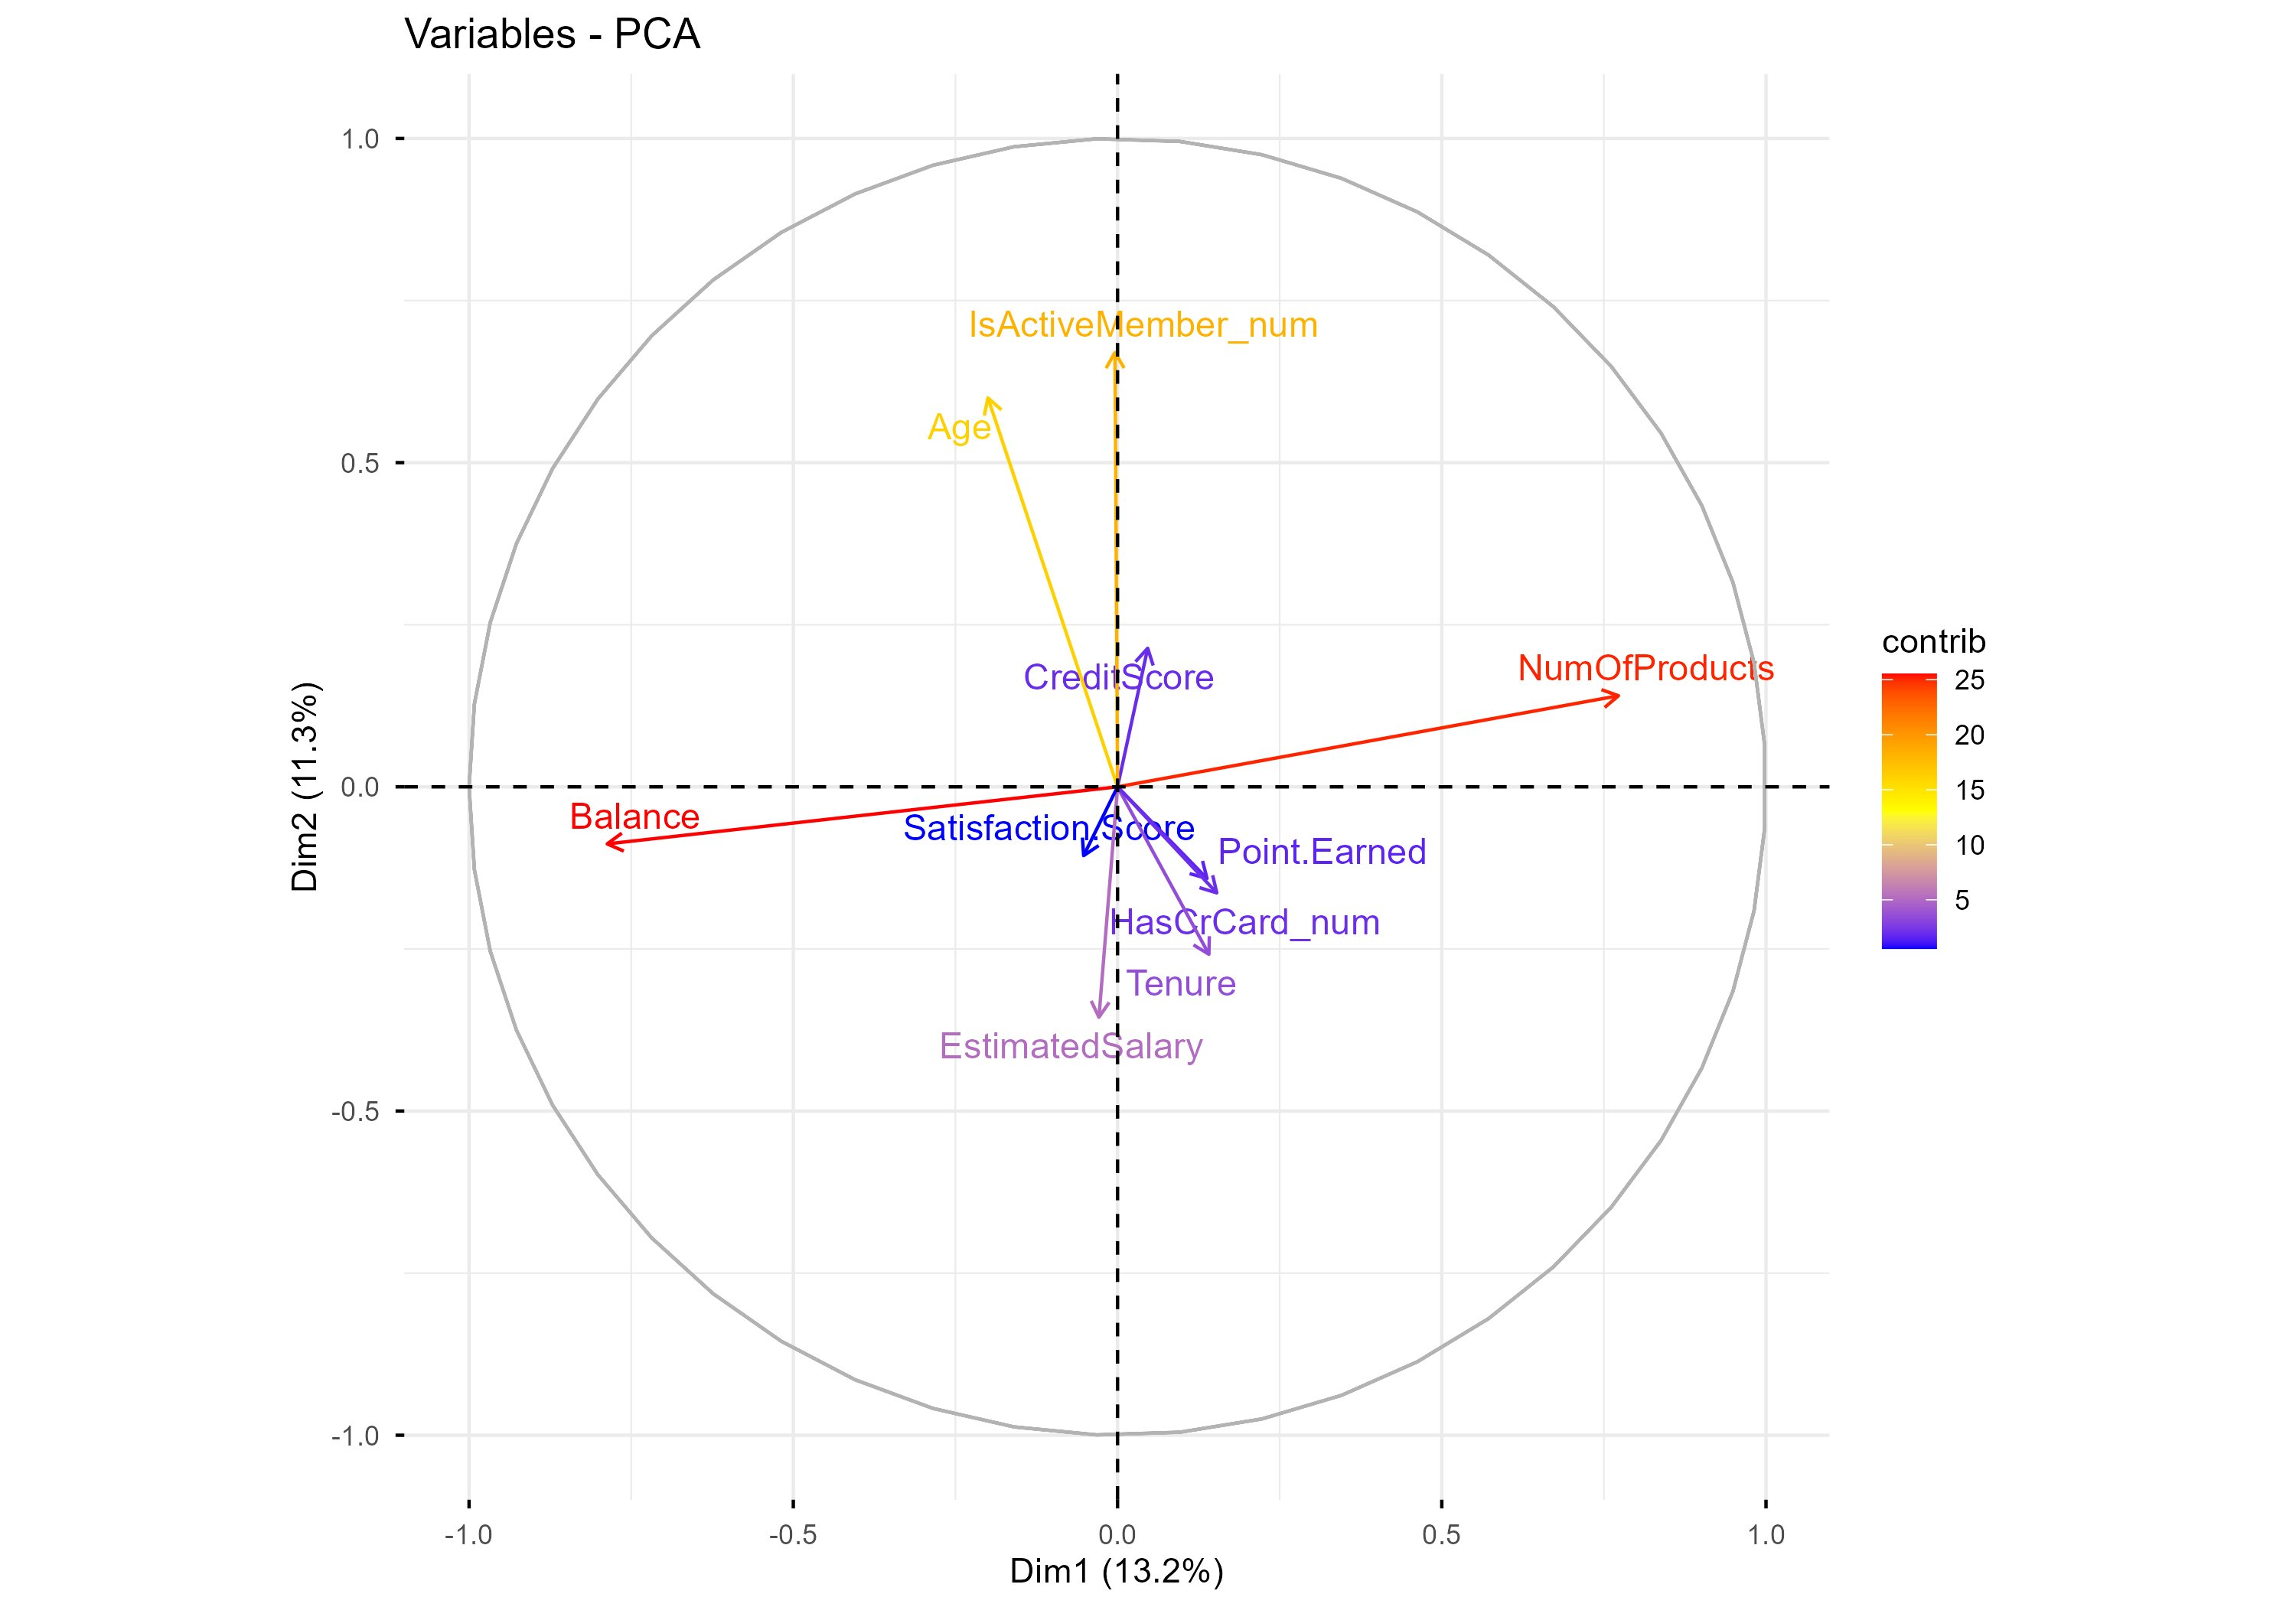 Variables - PCA
1.0
0.5
0.0
-0.5
-1.0
Dim2 (11.3%)
IsActiveMember_num
Age
CreditScore
NumOfProducts
Balance
Satisfaction.Score
Point.Earned
HasCrCard_num
Tenure
EstimatedSalary
contrib
25
20
15
10
5
-1.0
-0.5
0.0
0.5
1.0
Dim1 (13.2%)